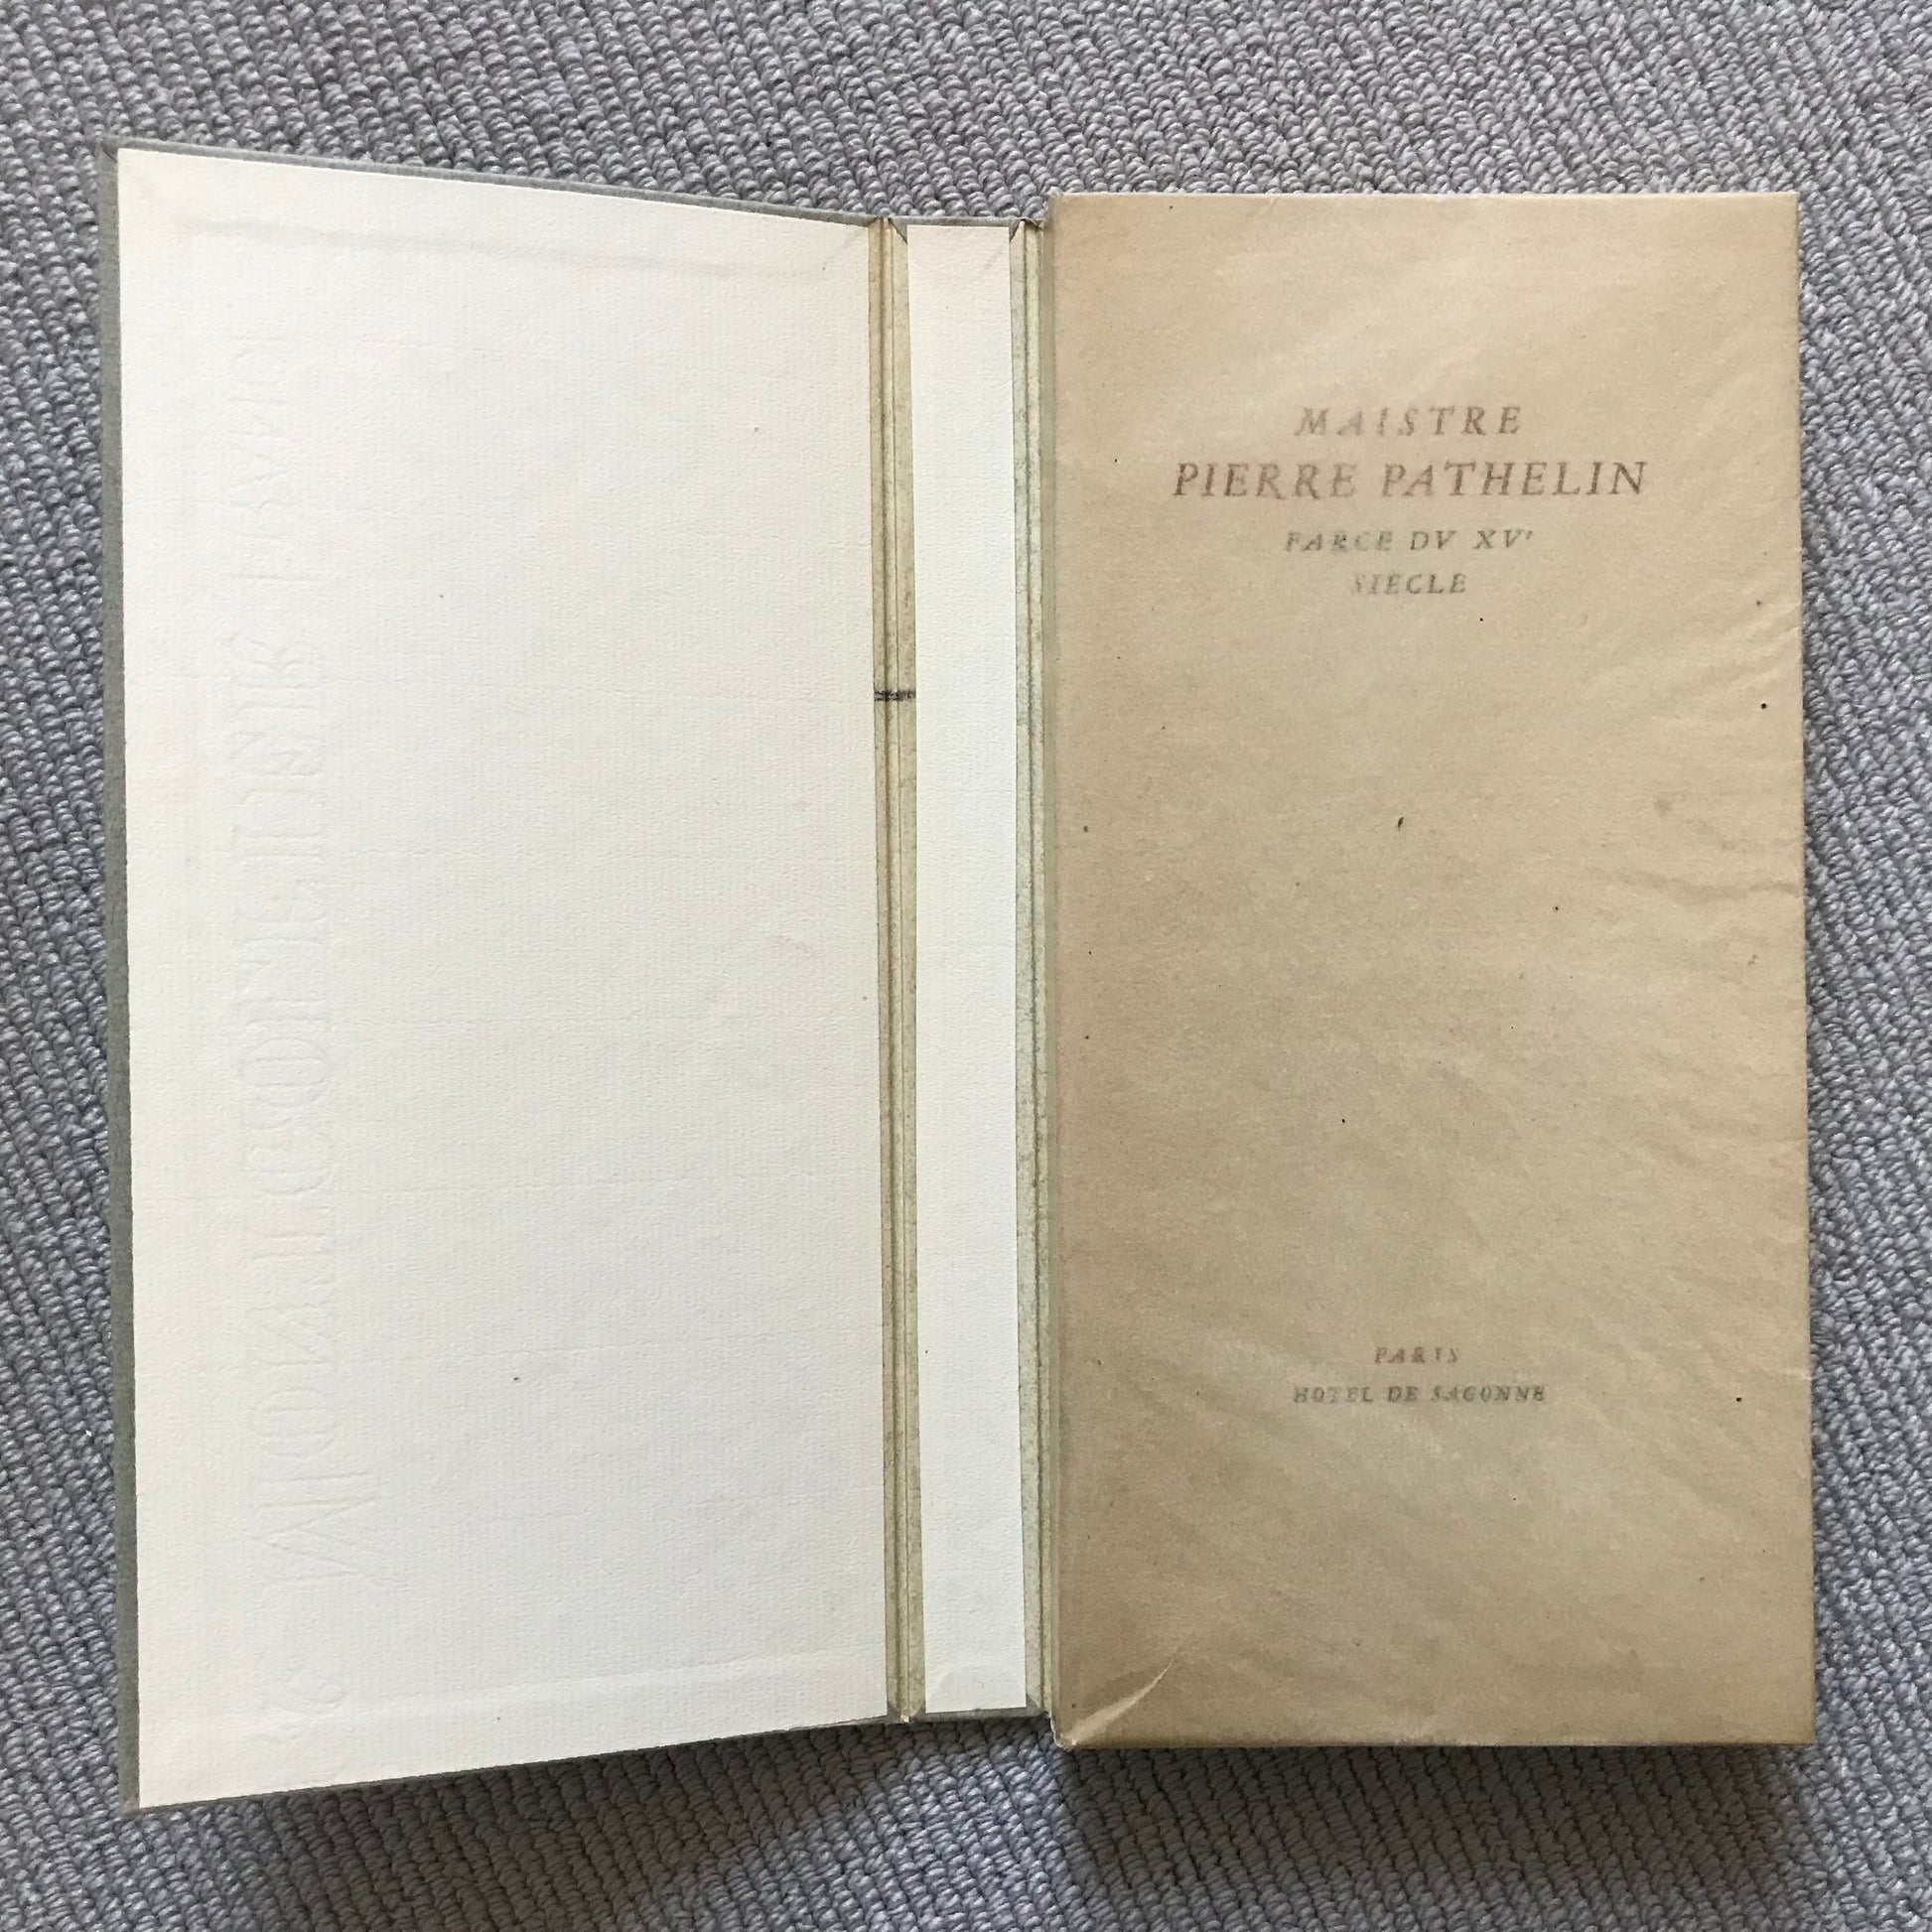 MAISTRE
PIERRE PATHELIN
FARCE DV XVᵉ
SIECLE
PARIS
HOTEL DE SAGONNE